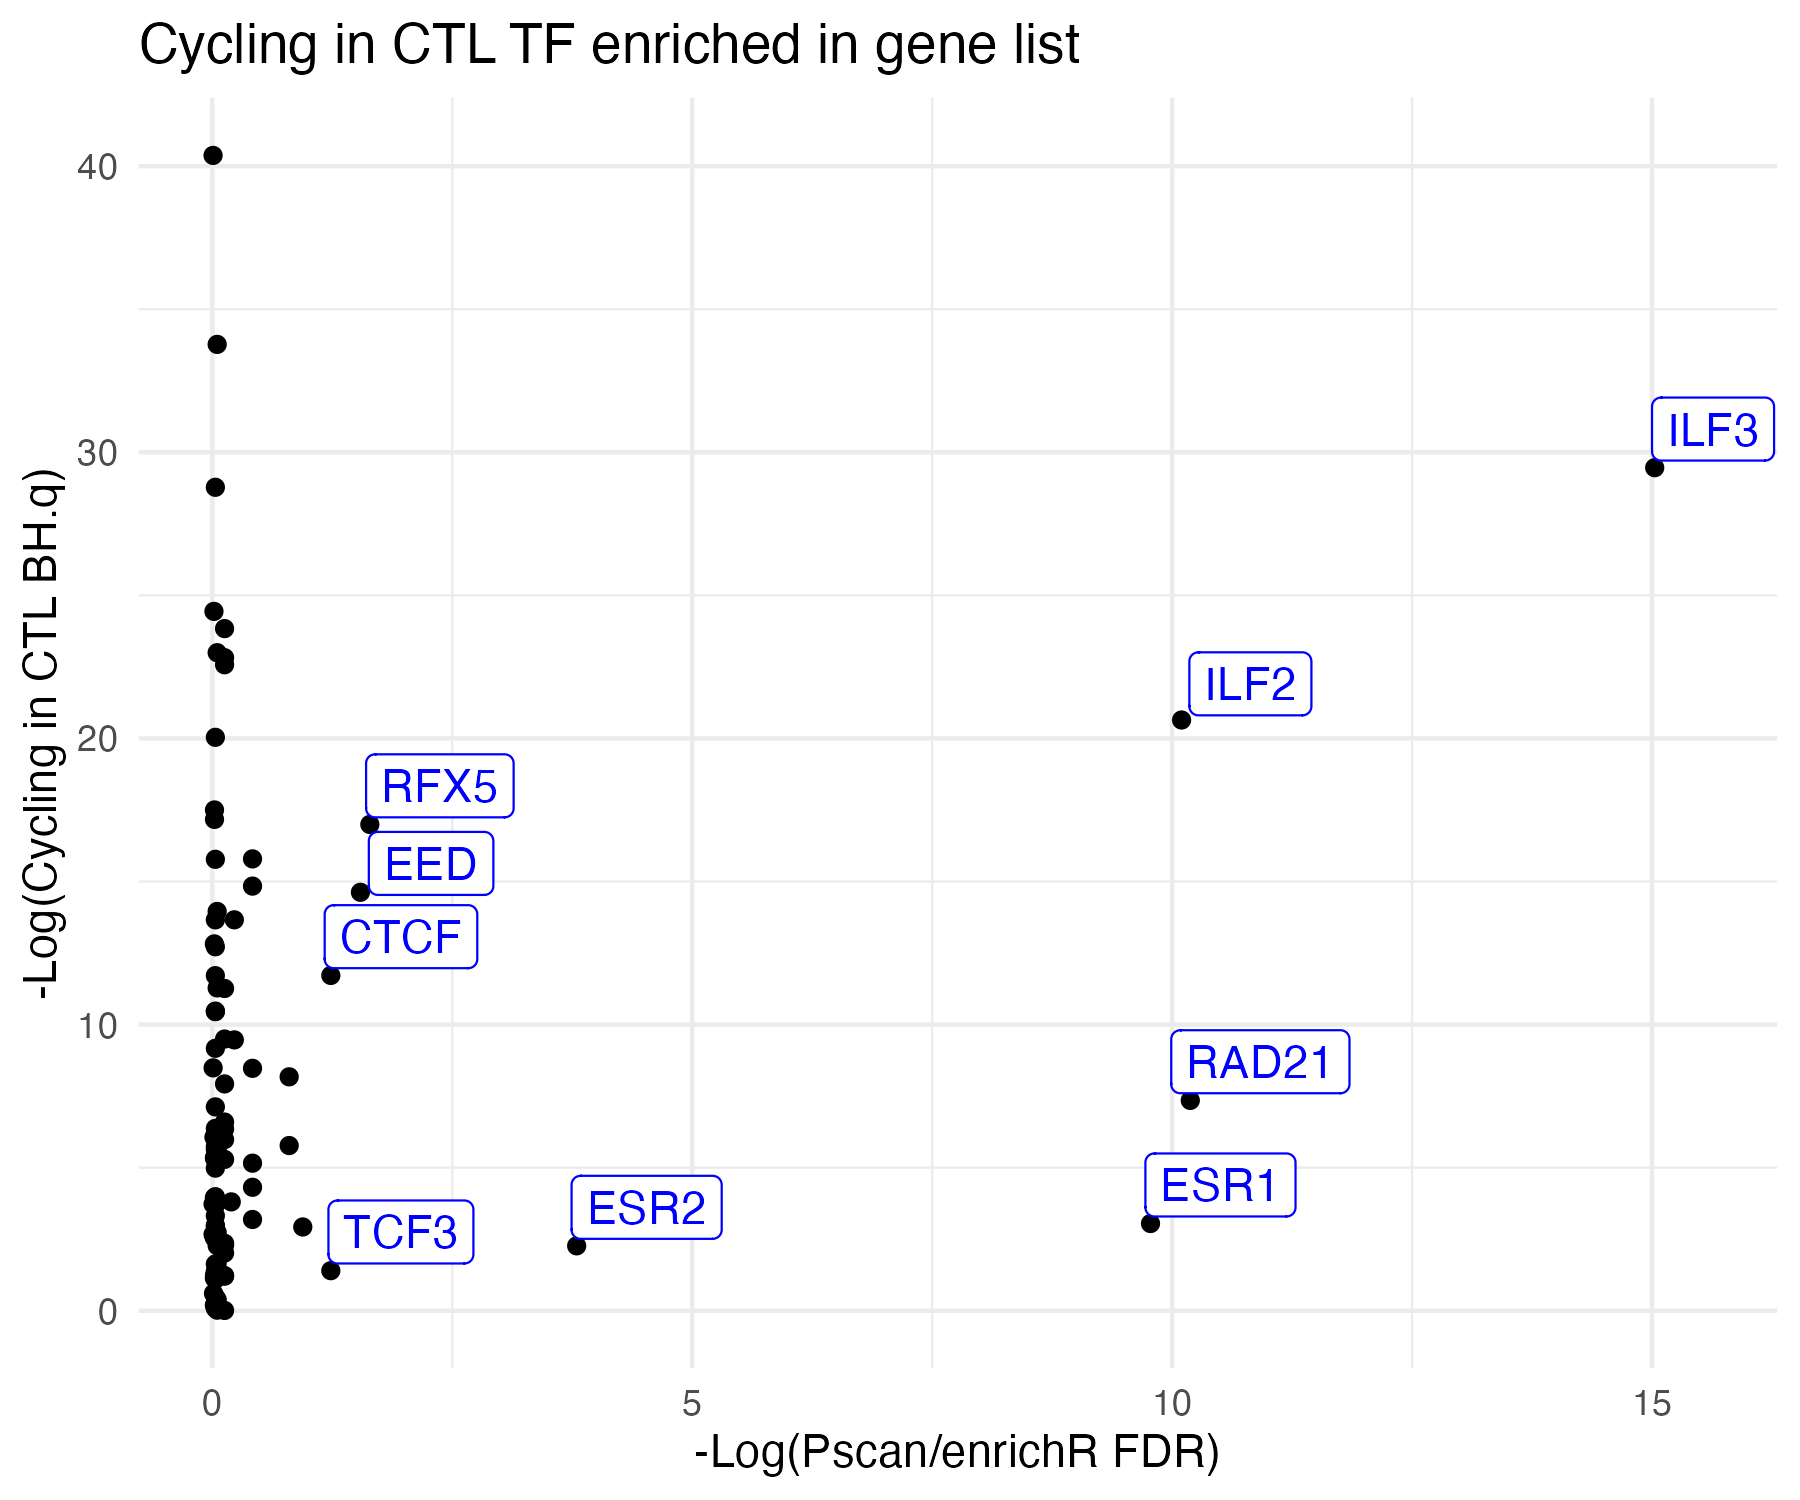 Cycling in CTL TF enriched in gene list
-Log(Cycling in CTL BH.q)
40
30
20
10
0
ILF3
ILF2
RFX5
EED
CTCF
RAD21
ESR1
ESR2
TCF3
0 5 10 15
-Log(Pscan/enrichR FDR)